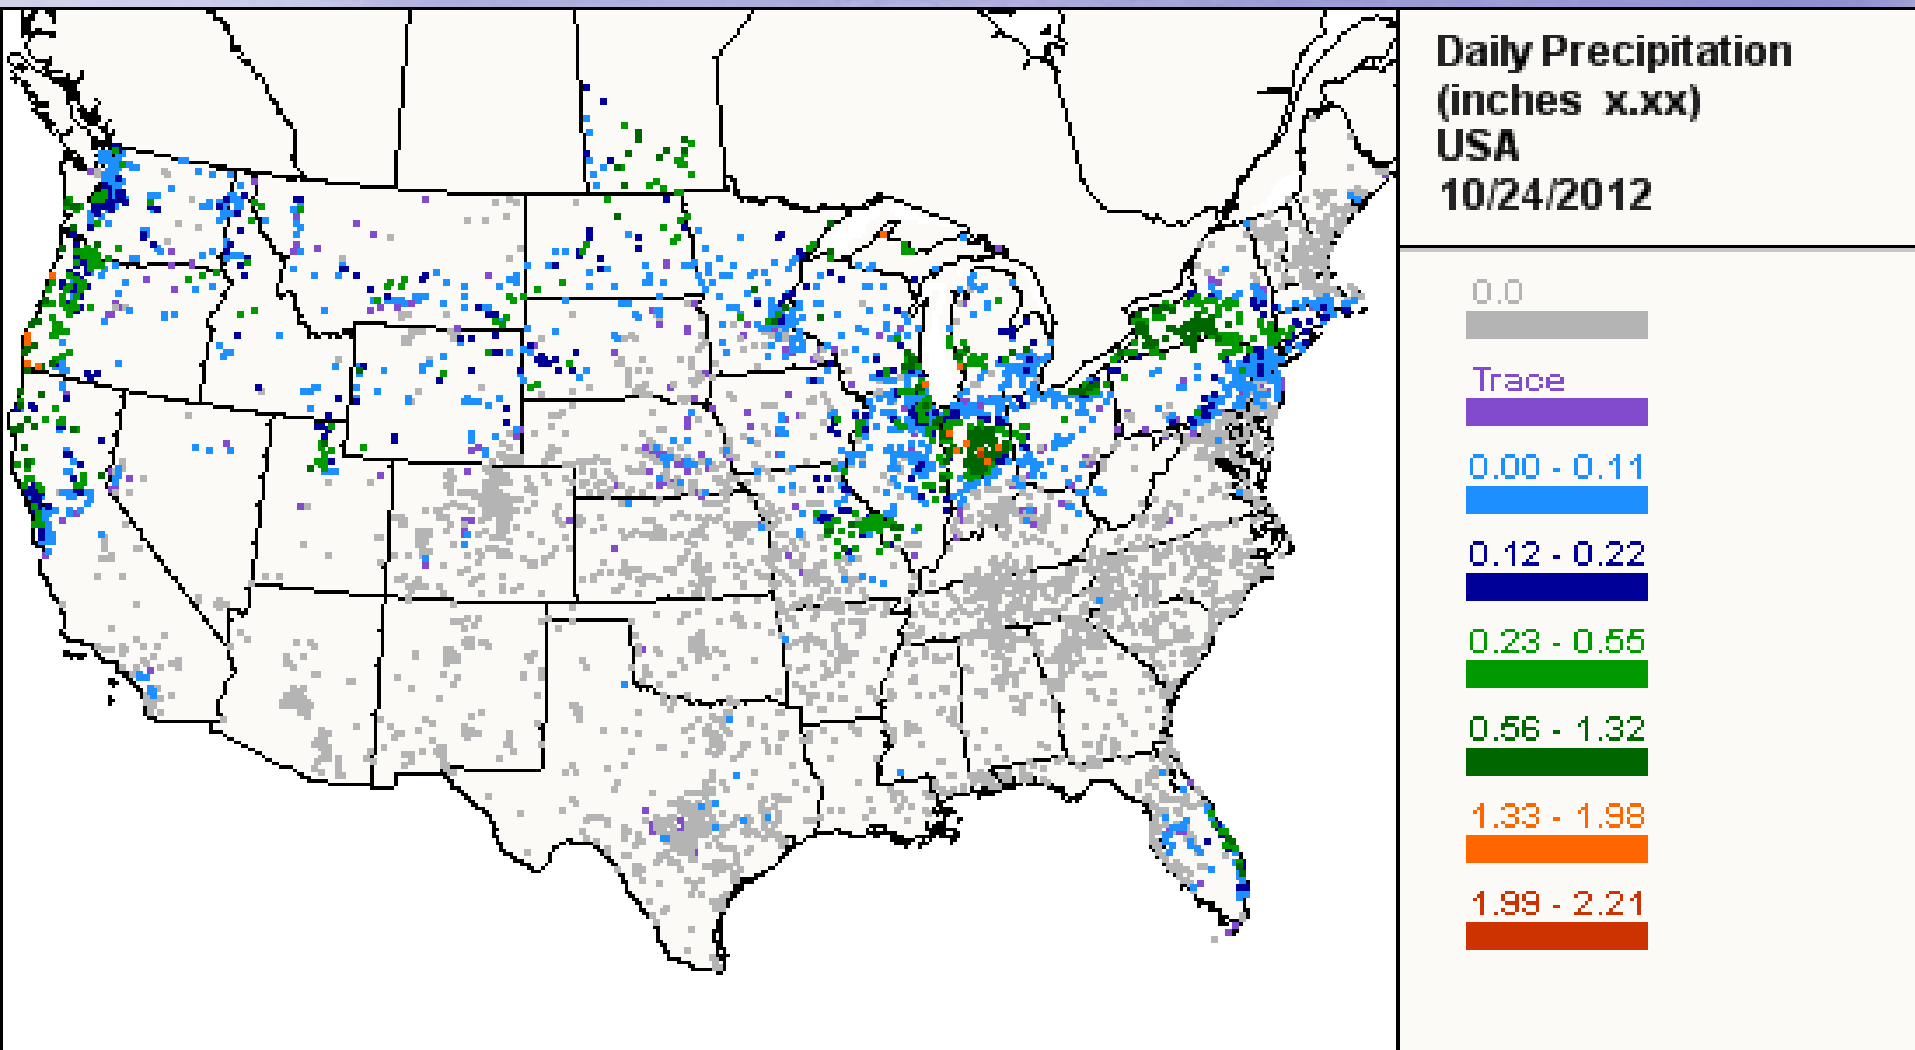 Daily Precipitation
(inches x.xx)
USA
10/24/2012
0.0
Trace
0.00 - 0.11
0.12 - 0.22
0.23 - 0.55
0.56 - 1.32
1.33 - 1.98
1.99 - 2.21